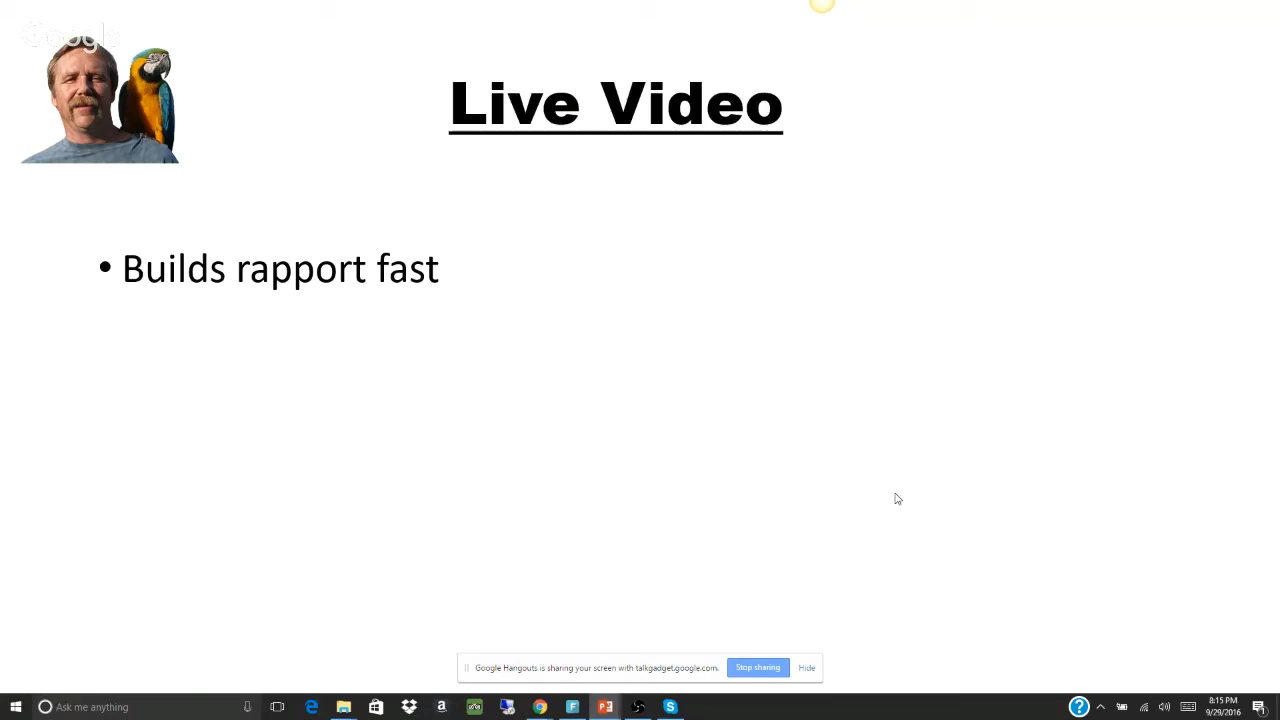 Google
Live Video
• Builds rapport fast
Google Hangouts is sharing your screen with talkgadget.google.com.
Stop sharing
Hide
Ask me anything
8:15 PM
9/29/2016